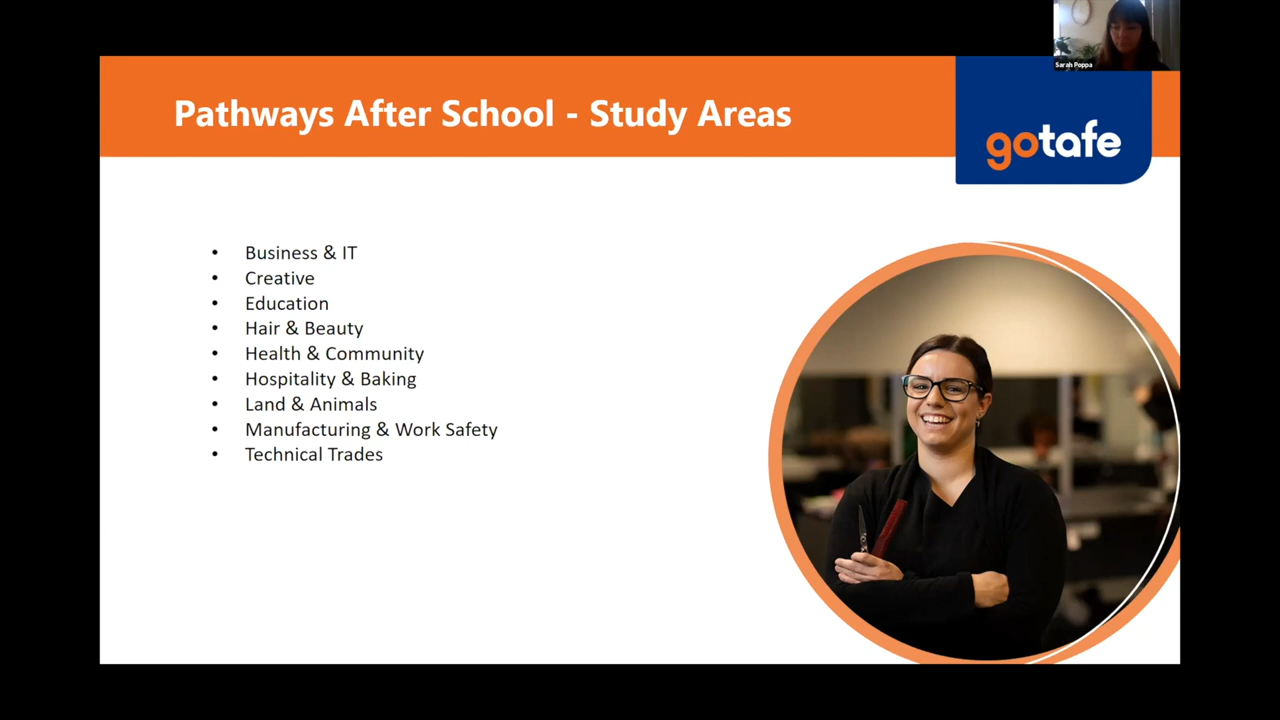 Sarah Poppa
Pathways After School - Study Areas
gotafe
• Business & IT
• Creative
• Education
• Hair & Beauty
• Health & Community
• Hospitality & Baking
• Land & Animals
• Manufacturing & Work Safety
• Technical Trades